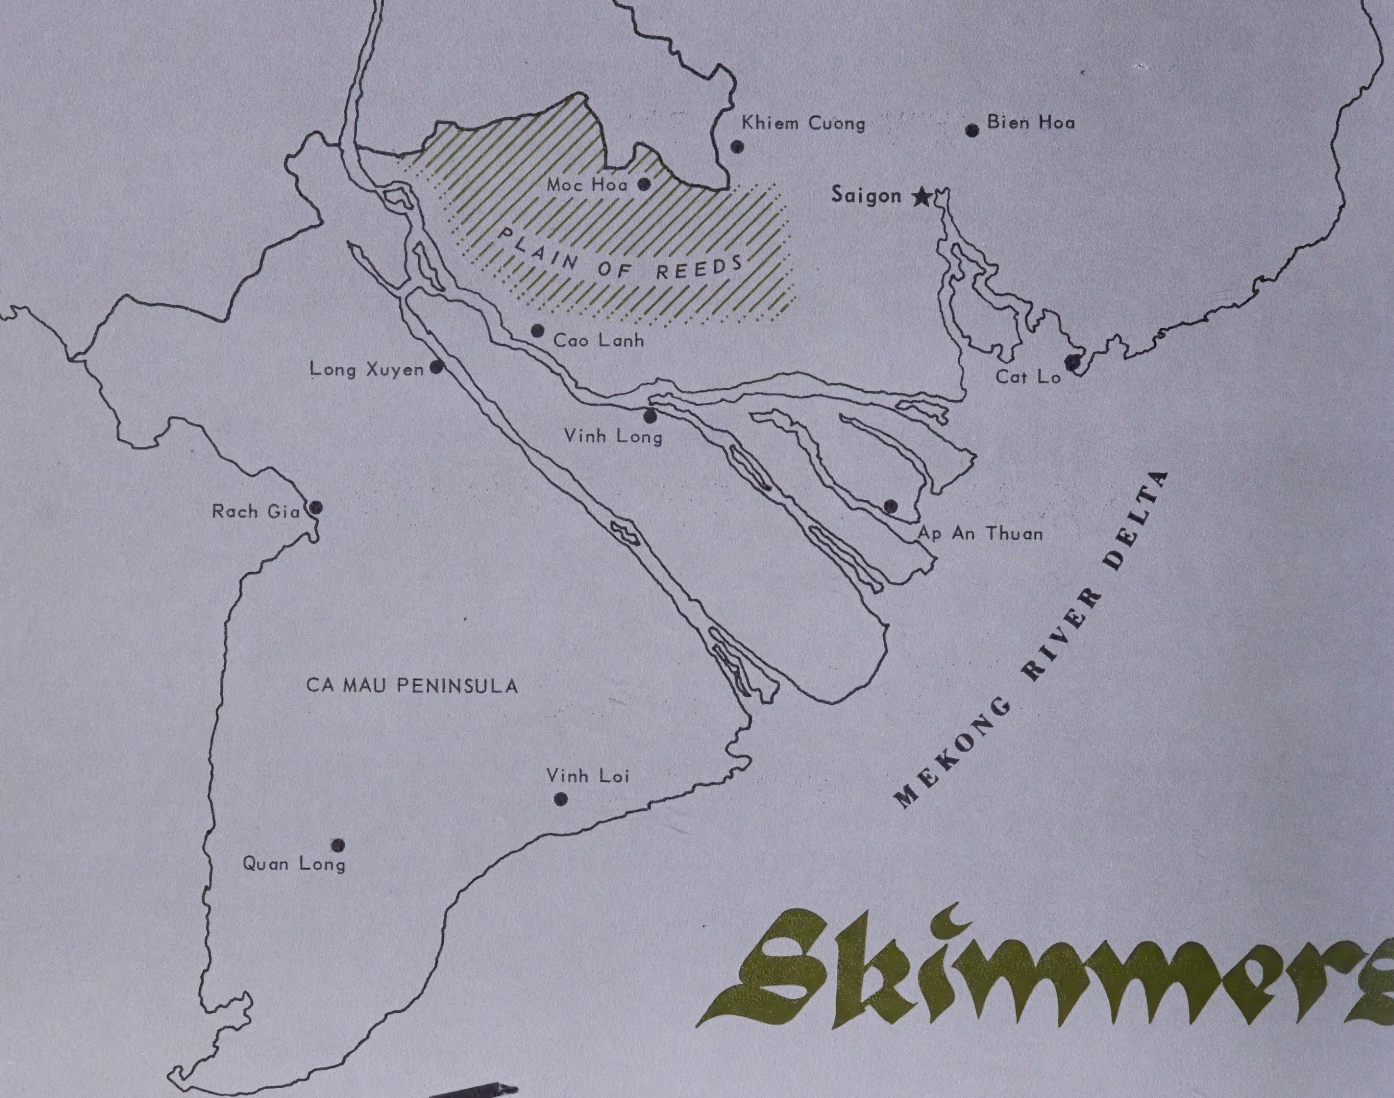 Khiem Cuong
Bien Hoa
Moc Hoa
Saigon
PLAIN OF REEDS
Cao Lanh
Long Xuyen
Cat Lo
Vinh Long
Rach Gia
Ap An Thuan
MEKONG RIVER DELTA
CA MAU PENINSULA
Vinh Loi
Quan Long
Skimmers